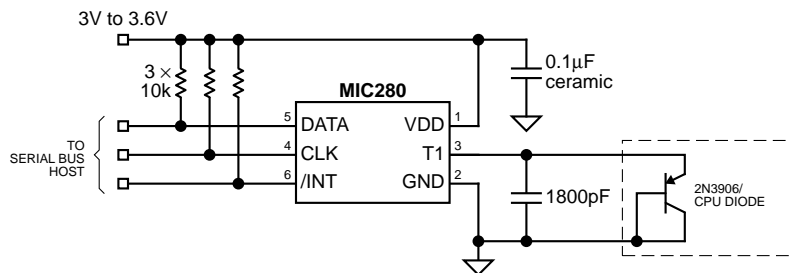 3V to 3.6V
3 ×
10k
0.1µF
ceramic
MIC280
TO
SERIAL BUS
HOST
5
DATA
VDD
1
4
CLK
T1
3
6
/INT
GND
2
1800pF
2N3906/
CPU DIODE